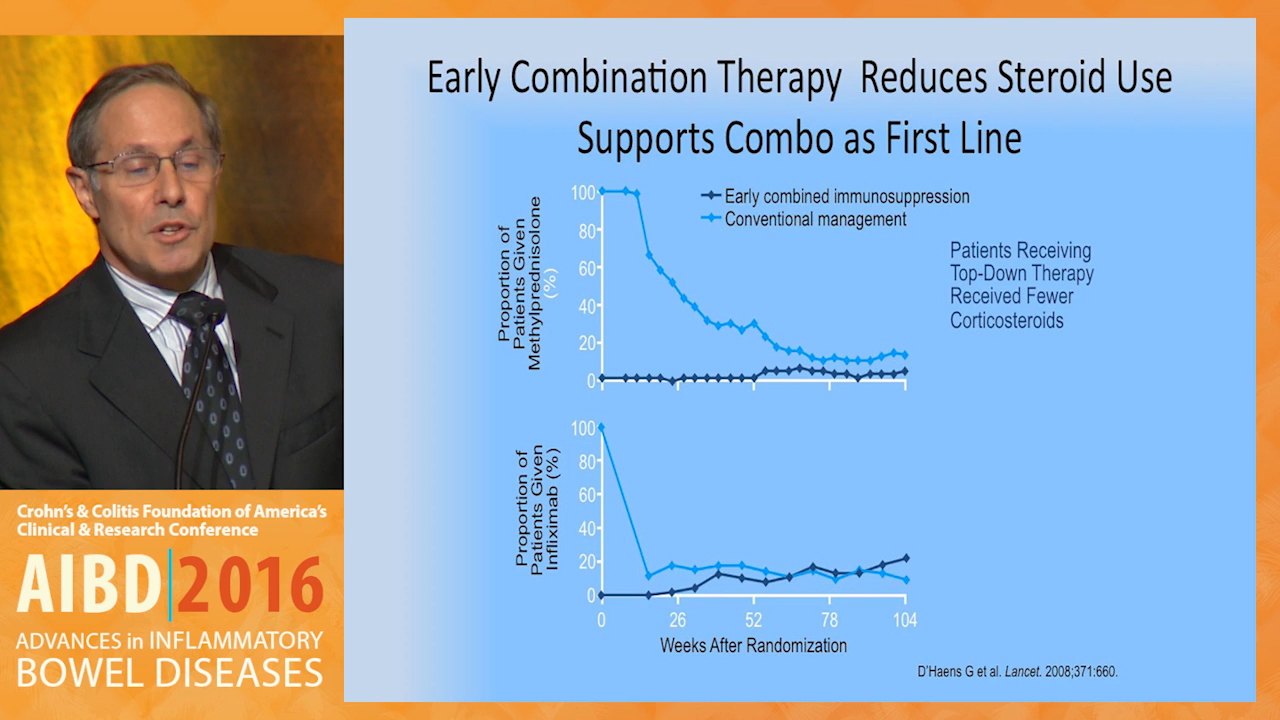 Early Combination Therapy  Reduces Steroid Use
Supports Combo as First Line
Proportion of
Patients Given
Methylprednisolone
(%)
100
80
60
40
20
0
Early combined immunosuppression
Conventional management
Patients Receiving
Top-Down Therapy
Received Fewer
Corticosteroids
Proportion of
Patients Given
Infliximab (%)
100
80
60
40
20
0
0 26 52 78 104
Weeks After Randomization
D'Haens G et al. Lancet. 2008;371:660.
Crohn's & Colitis Foundation of America's
Clinical & Research Conference
AIBD|2016
ADVANCES in INFLAMMATORY
BOWEL DISEASES